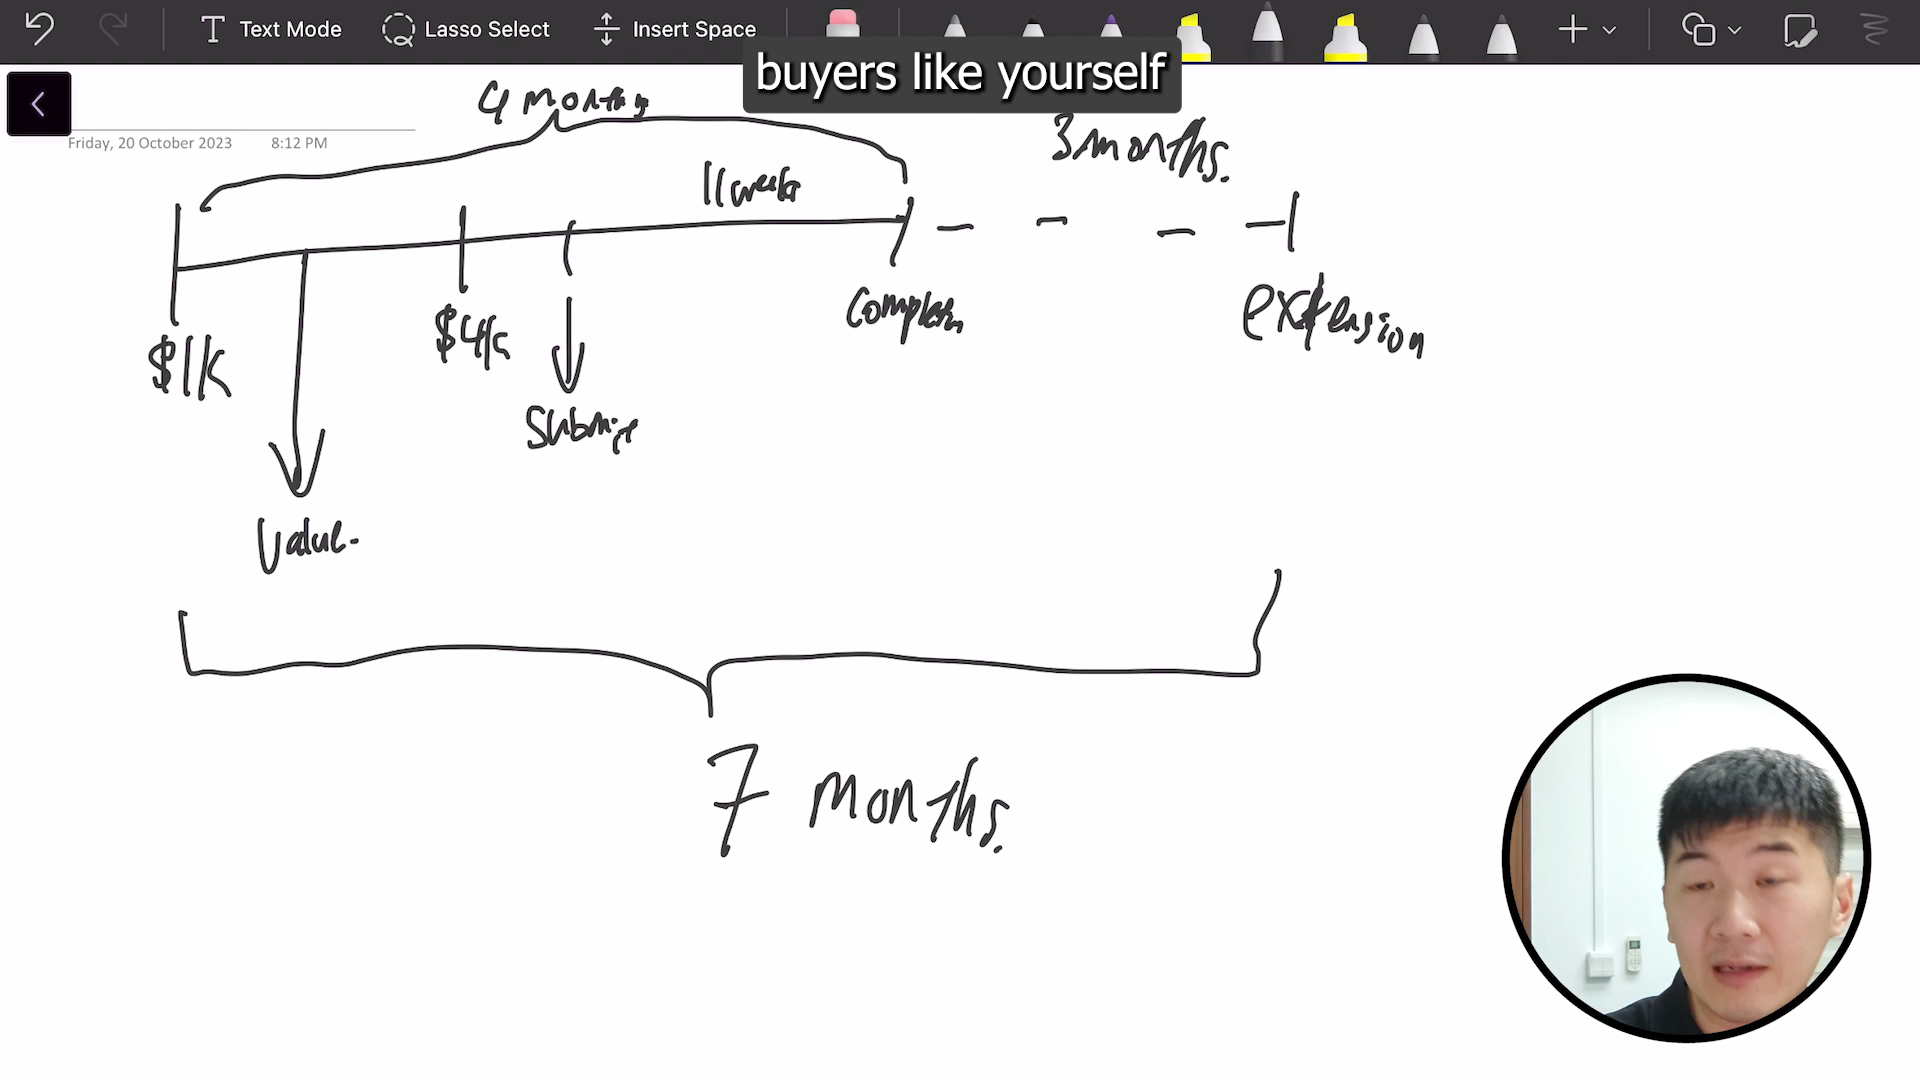 Text Mode Lasso Select Insert Space
buyers like yourself
4 months
Friday, 20 October 2023 8:12 PM
3 months.
11 weeks
$1K
$4K
Submit
extension
Value.
7 months.